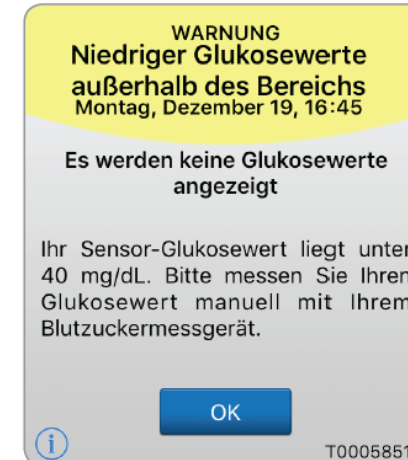 WARNUNG
Niedriger Glukosewerte
außerhalb des Bereichs
Montag, Dezember 19, 16:45
Es werden keine Glukosewerte
angezeigt
Ihr Sensor-Glukosewert liegt unter
40 mg/dL. Bitte messen Sie Ihren
Glukosewert manuell mit Ihrem
Blutzuckermessgerät.
OK
i
T0005851